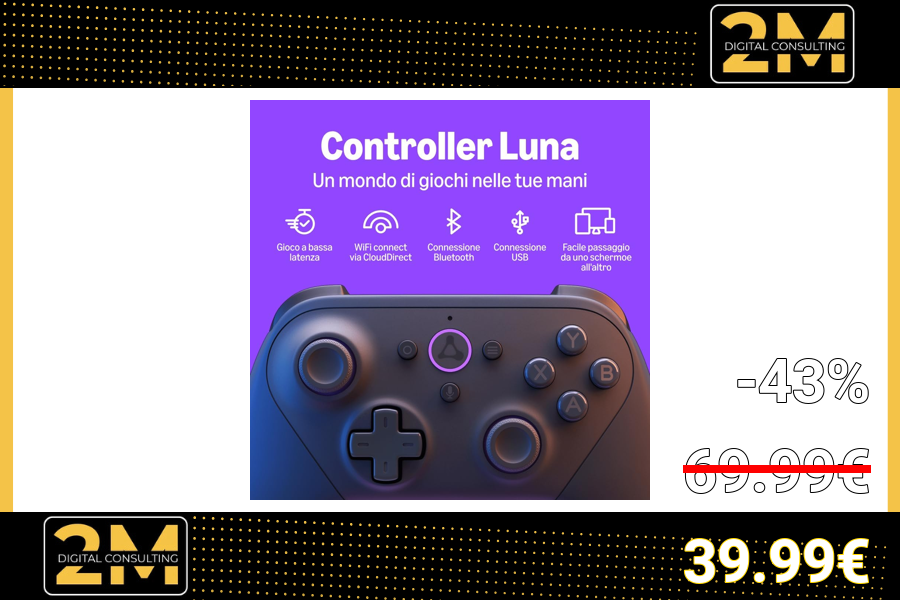 2M
DIGITAL CONSULTING
Controller Luna
Un mondo di giochi nelle tue mani
Gioco a bassa
latenza
WiFi connect
via CloudDirect
Connessione
Bluetooth
Connessione
USB
Facile passaggio
da uno schermoe
all'altro
Y
X
B
A
-43%
69.99€
2M
DIGITAL CONSULTING
39.99€